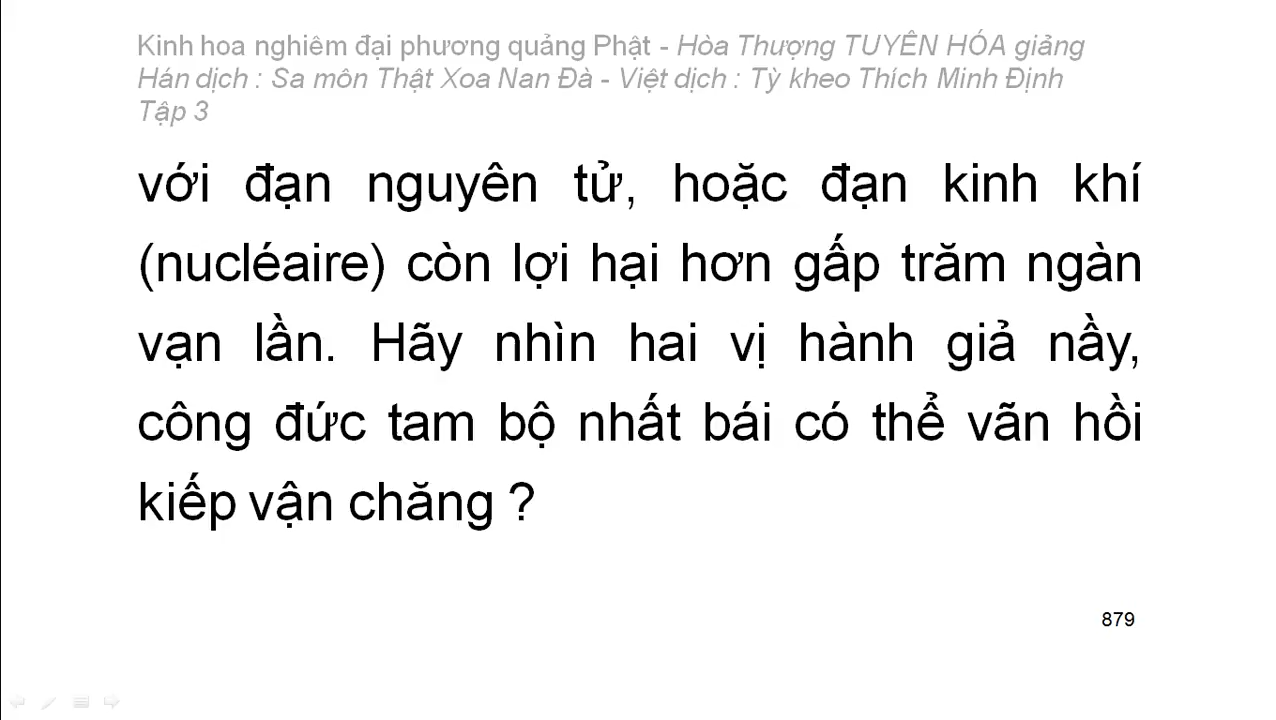 Kinh hoa nghiêm đại phương quảng Phật - Hòa Thượng TUYÊN HÓA giảng
Hán dịch : Sa môn Thật Xoa Nan Đà - Việt dịch : Tỳ kheo Thích Minh Định
Tập 3
với đạn nguyên tử, hoặc đạn kinh khí
(nucléaire) còn lợi hại hơn gấp trăm ngàn
vạn lần. Hãy nhìn hai vị hành giả nầy,
công đức tam bộ nhất bái có thể vãn hồi
kiếp vận chăng ?
879